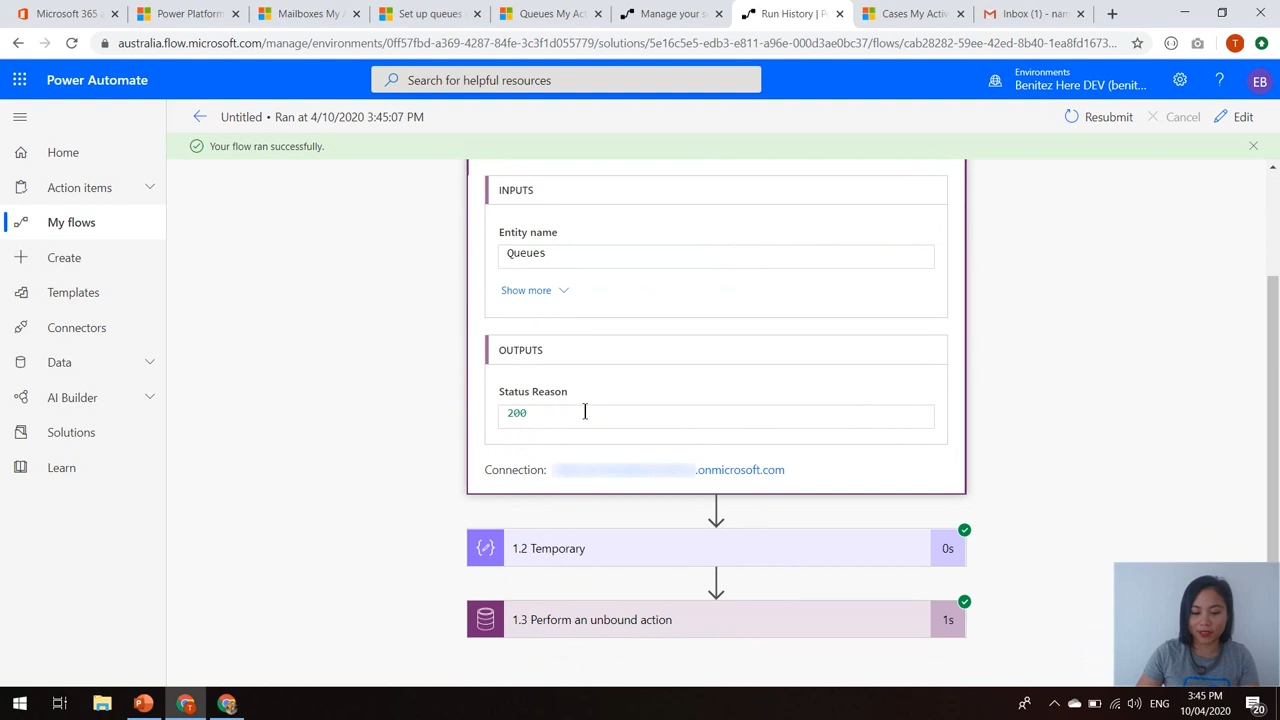 Microsoft 365 a
Power Platform
Mailboxes My A
Set up queues
Queues My Acti
Manage your s
Run History | P
Cases My Activ
Inbox (1) - nam
australia.flow.microsoft.com/manage/environments/0ff57fbd-a369-4287-84fe-3c3f1d055779/solutions/5e16c5e5-edb3-e811-a96e-000d3ae0bc37/flows/cab28282-59ee-42ed-8b40-1ea8fd1673...
T
Power Automate
Search for helpful resources
Environments
Benitez Here DEV (benit...
?
EB
Untitled • Ran at 4/10/2020 3:45:07 PM
Resubmit
Cancel
Edit
Your flow ran successfully.
Home
Action items
My flows
Create
Templates
Connectors
Data
AI Builder
Solutions
Learn
INPUTS
Entity name
Queues
Show more
OUTPUTS
Status Reason
200
Connection:
.onmicrosoft.com
1.2 Temporary
0s
1.3 Perform an unbound action
1s
ENG
3:45 PM
10/04/2020
20